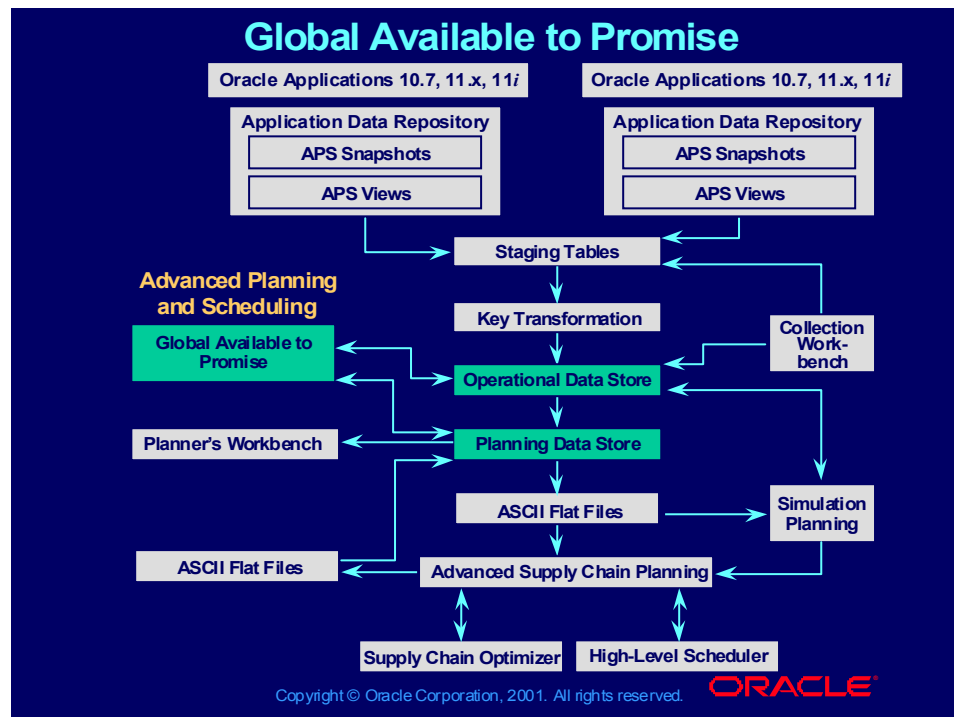 Global Available to Promise
Oracle Applications 10.7, 11.x, 11i
Oracle Applications 10.7, 11.x, 11i
Application Data Repository
APS Snapshots
APS Views
Application Data Repository
APS Snapshots
APS Views
Staging Tables
Advanced Planning
and Scheduling
Key Transformation
Collection
Work-
bench
Global Available to
Promise
Operational Data Store
Planner's Workbench
Planning Data Store
ASCII Flat Files
Simulation
Planning
ASCII Flat Files
Advanced Supply Chain Planning
Supply Chain Optimizer
High-Level Scheduler
Copyright © Oracle Corporation, 2001. All rights reserved.
ORACLE®